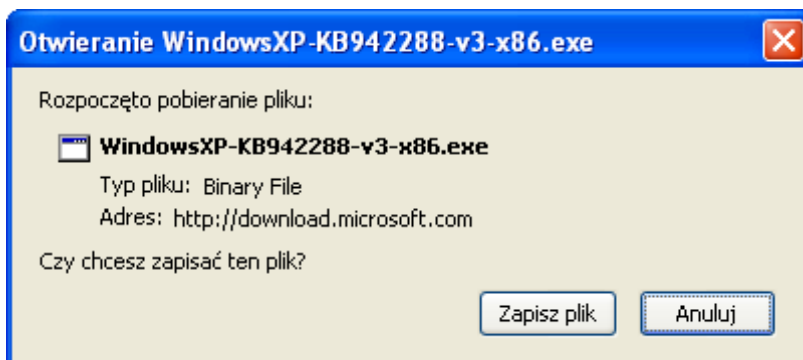 Otwieranie WindowsXP-KB942288-v3-x86.exe
Rozpoczęto pobieranie pliku:
WindowsXP-KB942288-v3-x86.exe
Typ pliku: Binary File
Adres: http://download.microsoft.com
Czy chcesz zapisać ten plik?
Zapisz plik Anuluj